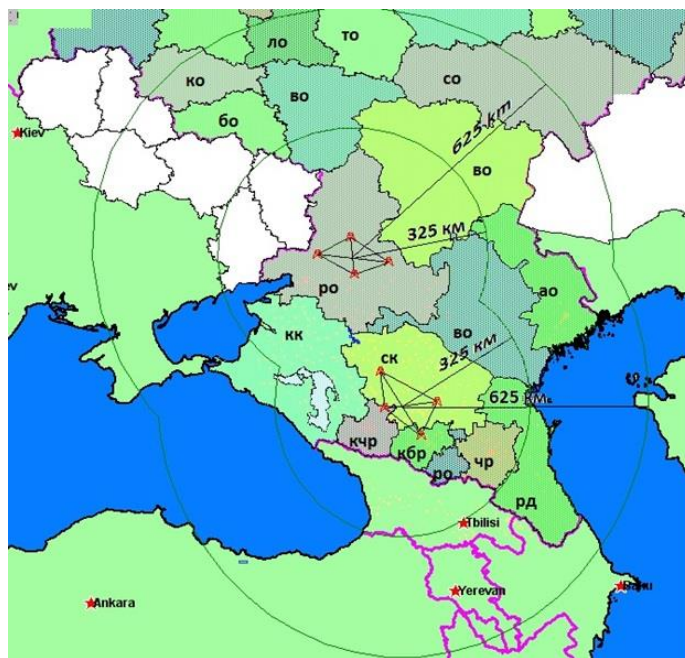 ло
то
ко
со
во
бо
625 km
Kiev
во
325 км
ро
ао
кк
во
ск
325 км
625 км
кчр
кбр
чр
ро
рд
Tbilisi
Yerevan
Baku
Ankara